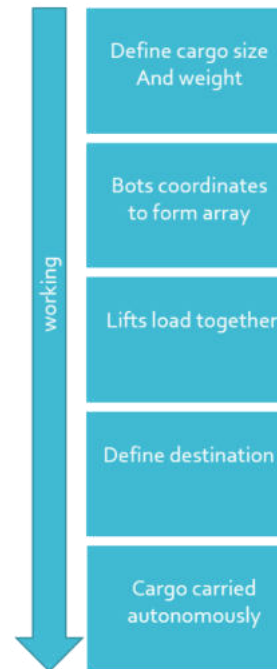 working
Define cargo size
And weight
Bots coordinates
to form array
Lifts load together
Define destination
Cargo carried
autonomously